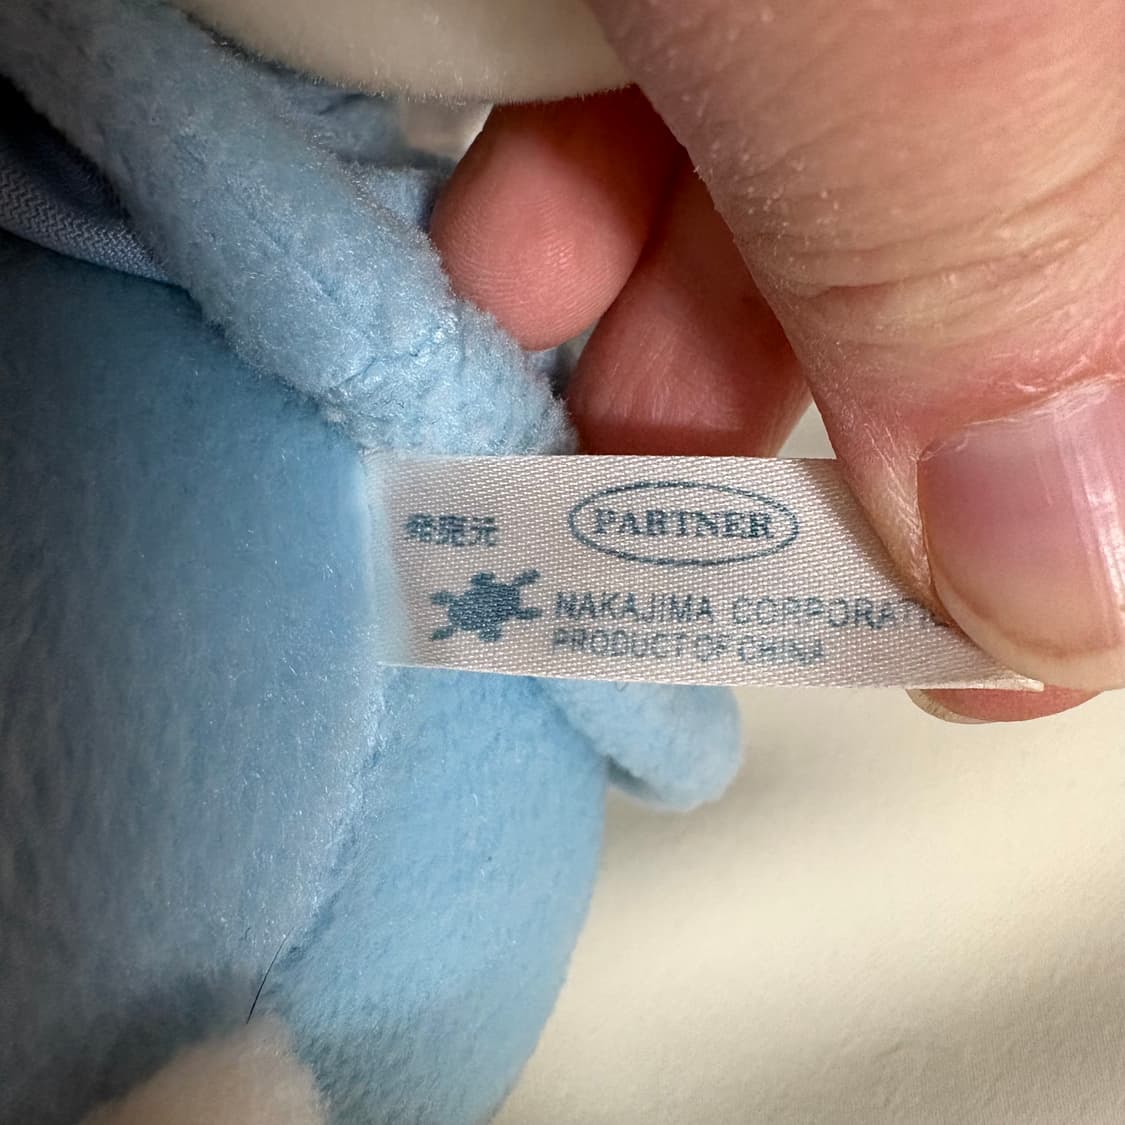 発売元 PARTNER
NAKAJIMA CORPORATI
PRODUCT OF CHINA